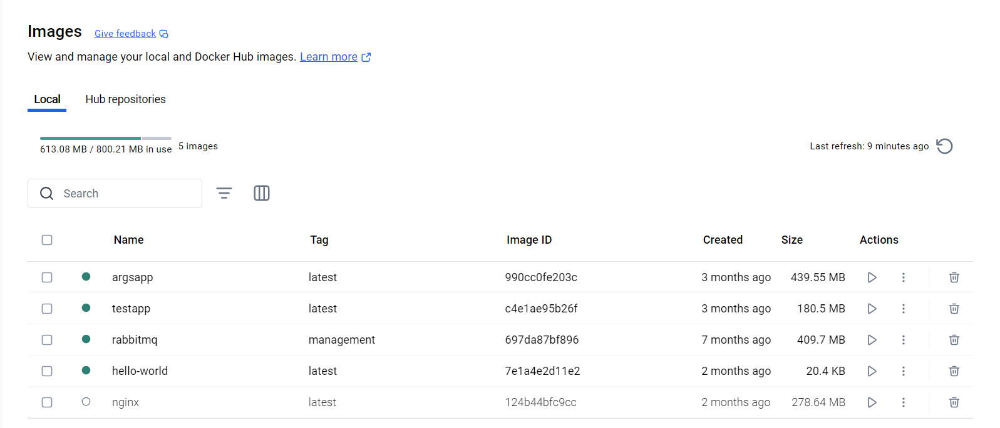 Images Give feedback
View and manage your local and Docker Hub images. Learn more
Local Hub repositories
613.08 MB / 800.21 MB in use 5 images Last refresh: 9 minutes ago
Search
Name Tag Image ID Created Size Actions
argsapp latest 990cc0fe203c 3 months ago 439.55 MB
testapp latest c4e1ae95b26f 3 months ago 180.5 MB
rabbitmq management 697da87bf896 7 months ago 409.7 MB
hello-world latest 7e1a4e2d11e2 2 months ago 20.4 KB
nginx latest 124b44bfc9cc 2 months ago 278.64 MB